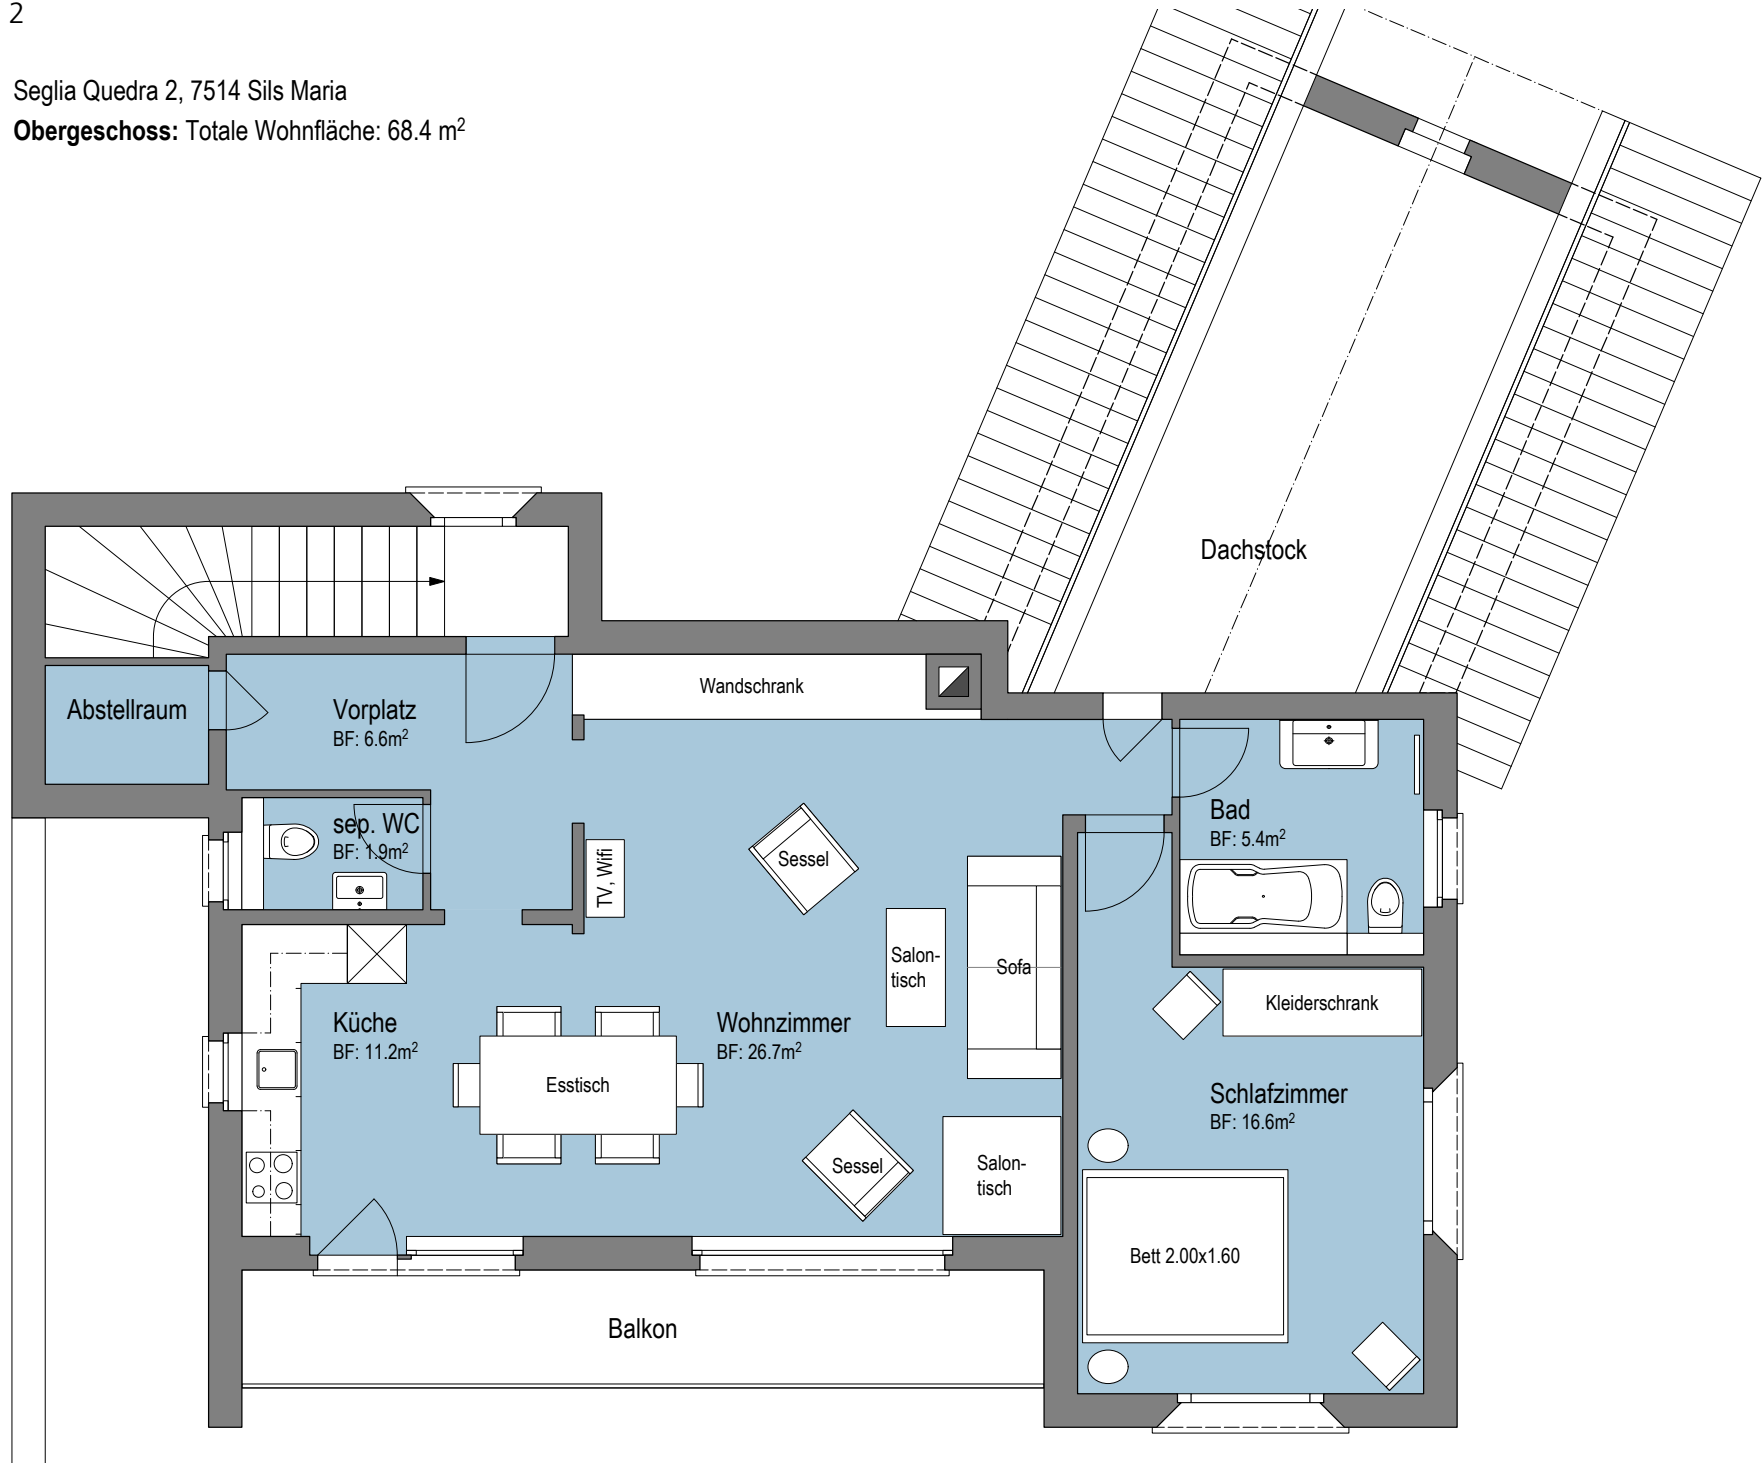 2
Seglia Quedra 2, 7514 Sils Maria
Obergeschoss: Totale Wohnfläche: 68.4 m²
Dachstock
Wandschrank
Abstellraum
Vorplatz
BF: 6.6m²
sep. WC
BF: 1.9m²
TV, Wifi
Sessel
Bad
BF: 5.4m²
Salon-
tisch
Sofa
Kleiderschrank
Küche
BF: 11.2m²
Wohnzimmer
BF: 26.7m²
Esstisch
Schlafzimmer
BF: 16.6m²
Sessel
Salon-
tisch
Bett 2.00x1.60
Balkon